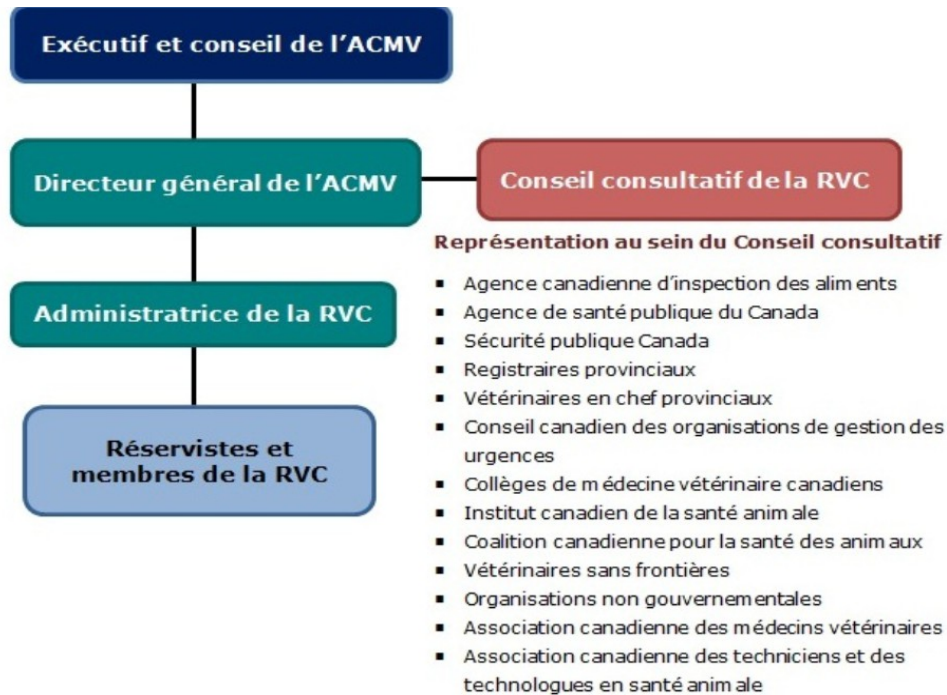 Exécutif et conseil de l'ACMV
Directeur général de l'ACMV
Conseil consultatif de la RVC
Représentation au sein du Conseil consultatif
Administratrice de la RVC
Réservistes et
membres de la RVC
▪ Agence canadienne d'inspection des aliments
▪ Agence de santé publique du Canada
▪ Sécurité publique Canada
▪ Registraires provinciaux
▪ Vétérinaires en chef provinciaux
▪ Conseil canadien des organisations de gestion des
urgences
▪ Collèges de médecine vétérinaire canadiens
▪ Institut canadien de la santé animale
▪ Coalition canadienne pour la santé des animaux
▪ Vétérinaires sans frontières
▪ Organisations non gouvernementales
▪ Association canadienne des médecins vétérinaires
▪ Association canadienne des techniciens et des
technologues en santé animale